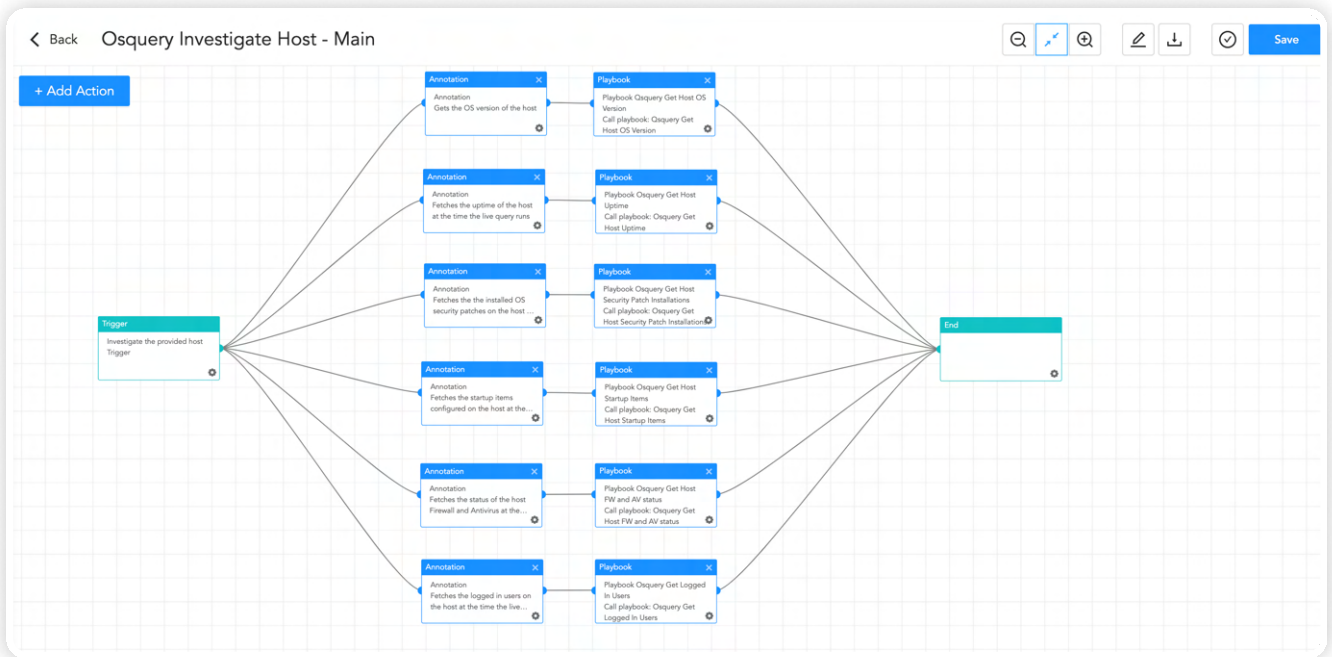 Back
Osquery Investigate Host - Main
Save
+ Add Action
Annotation
Annotation
Gets the OS version of the host
Playbook
Playbook Osquery Get Host OS
Version
Call playbook: Osquery Get
Host OS Version
Annotation
Annotation
Fetches the uptime of the host
at the time the live query runs
Playbook
Playbook Osquery Get Host
Uptime
Call playbook: Osquery Get
Host Uptime
Annotation
Annotation
Fetches the the installed OS
security patches on the host ...
Playbook
Playbook Osquery Get Host
Security Patch Installations
Call playbook: Osquery Get
Host Security Patch Installations
Trigger
Investigate the provided host
Trigger
End
Annotation
Annotation
Fetches the startup items
configured on the host at the...
Playbook
Playbook Osquery Get Host
Startup Items
Call playbook: Osquery Get
Host Startup Items
Annotation
Annotation
Fetches the status of the host
Firewall and Antivirus at the...
Playbook
Playbook Osquery Get Host
FW and AV status
Call playbook: Osquery Get
Host FW and AV status
Annotation
Annotation
Fetches the logged in users on
the host at the time the live...
Playbook
Playbook Osquery Get Logged
In Users
Call playbook: Osquery Get
Logged In Users